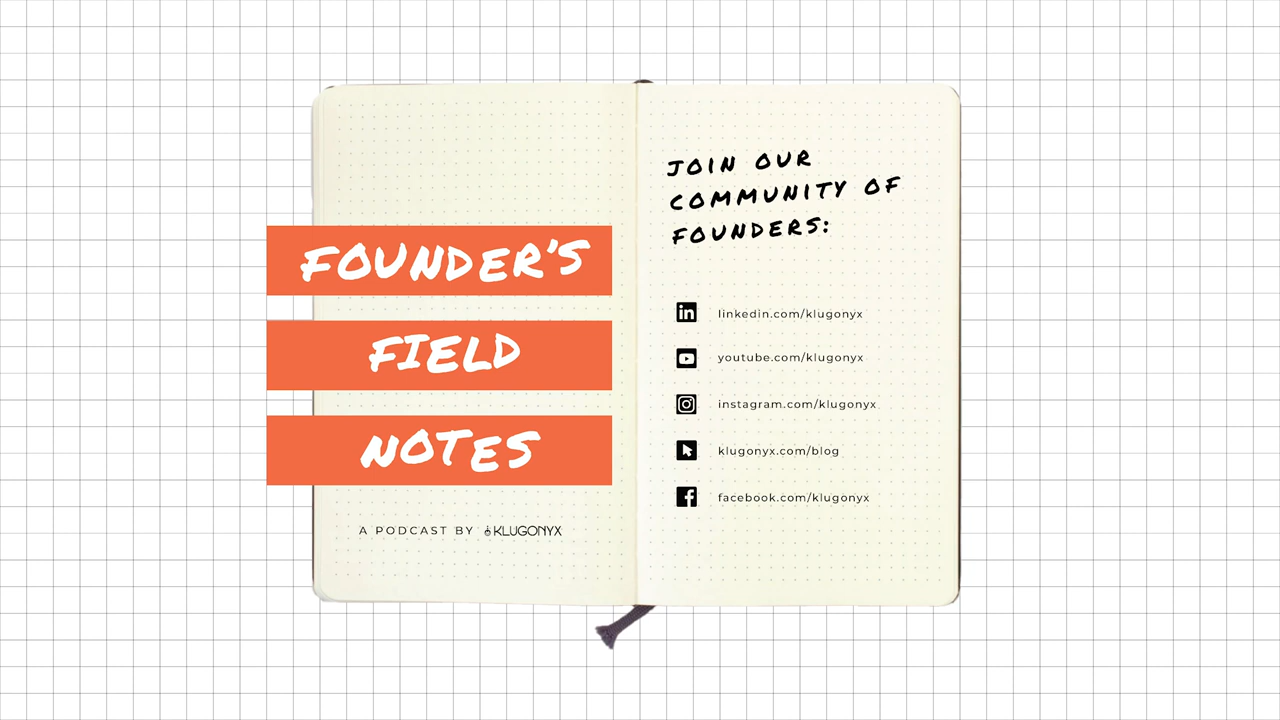 FOUNDER'S
FIELD
NOTES
A PODCAST BY KLUGONYX
JOIN OUR
COMMUNITY OF
FOUNDERS:
linkedin.com/klugonyx
youtube.com/klugonyx
instagram.com/klugonyx
klugonyx.com/blog
facebook.com/klugonyx